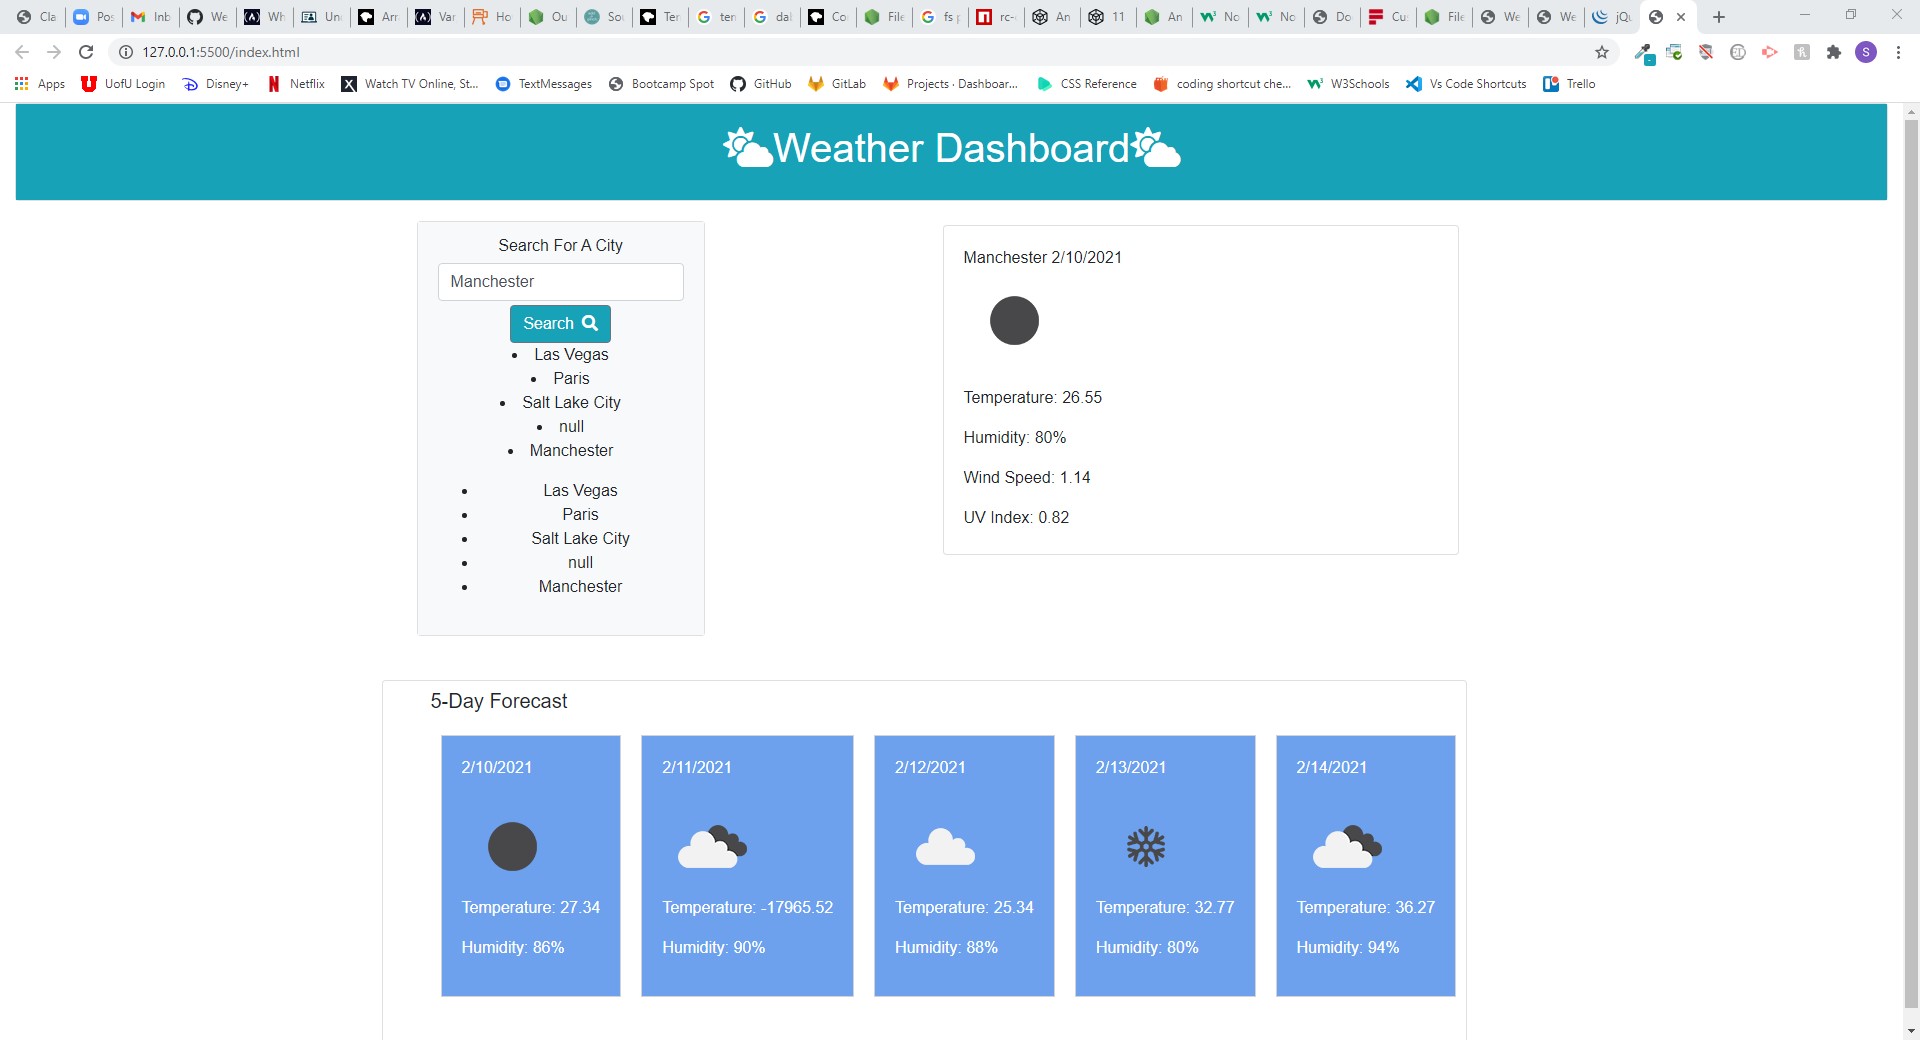 Cla Pos Inb We Wh Un Arr Var Ho Ou So Ter ten dal Co File fs p rc- An 11 An No No Do Cu File We We jQu
127.0.0.1:5500/index.html
Apps UofU Login Disney+ Netflix Watch TV Online, St... TextMessages Bootcamp Spot GitHub GitLab Projects · Dashboar... CSS Reference coding shortcut che... W3Schools Vs Code Shortcuts Trello
Weather Dashboard
Search For A City
Manchester
Search
Las Vegas
Paris
Salt Lake City
null
Manchester
Las Vegas
Paris
Salt Lake City
null
Manchester
Manchester 2/10/2021
Temperature: 26.55
Humidity: 80%
Wind Speed: 1.14
UV Index: 0.82
5-Day Forecast
2/10/2021
Temperature: 27.34
Humidity: 86%
2/11/2021
Temperature: -17965.52
Humidity: 90%
2/12/2021
Temperature: 25.34
Humidity: 88%
2/13/2021
Temperature: 32.77
Humidity: 80%
2/14/2021
Temperature: 36.27
Humidity: 94%